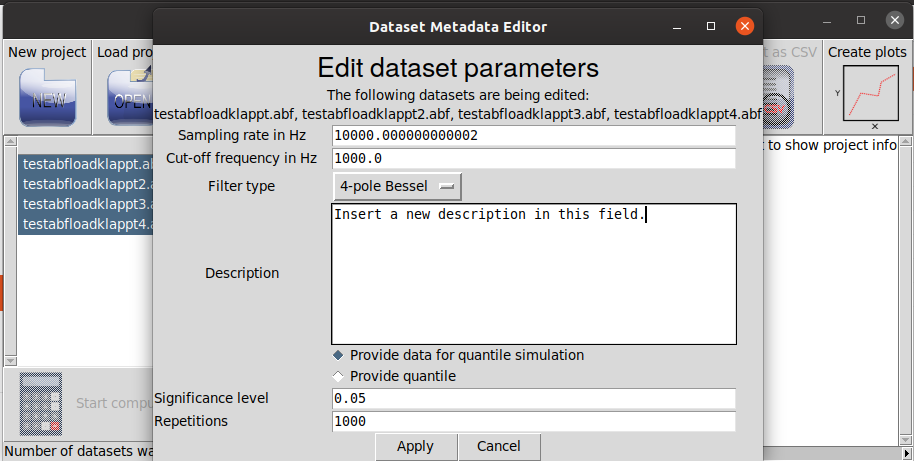 Dataset Metadata Editor
New project Load pro as CSV Create plots
NEW OPEN Y X
Edit dataset parameters
The following datasets are being edited:
testabfloadklappt.abf, testabfloadklappt2.abf, testabfloadklappt3.abf, testabfloadklappt4.abf
Sampling rate in Hz 10000.000000000002
t to show project info
Cut-off frequency in Hz 1000.0
testabfloadklappt.ab
testabfloadklappt2.a
testabfloadklappt3.a
testabfloadklappt4.a
Filter type 4-pole Bessel
Insert a new description in this field.
Description
Provide data for quantile simulation
Provide quantile
Significance level 0.05
Start compu
Repetitions 1000
Apply Cancel
Number of datasets wa